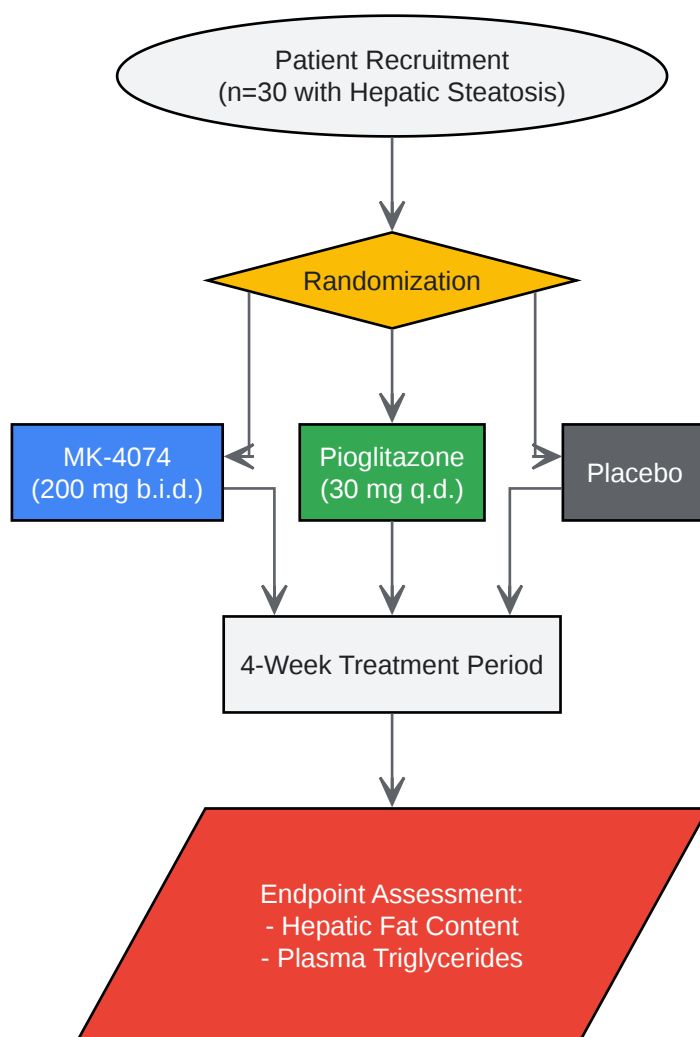 Patient Recruitment
(n=30 with Hepatic Steatosis)
Randomization
MK-4074
(200 mg b.i.d.)
Pioglitazone
(30 mg q.d.)
Placebo
4-Week Treatment Period
Endpoint Assessment:
- Hepatic Fat Content
- Plasma Triglycerides